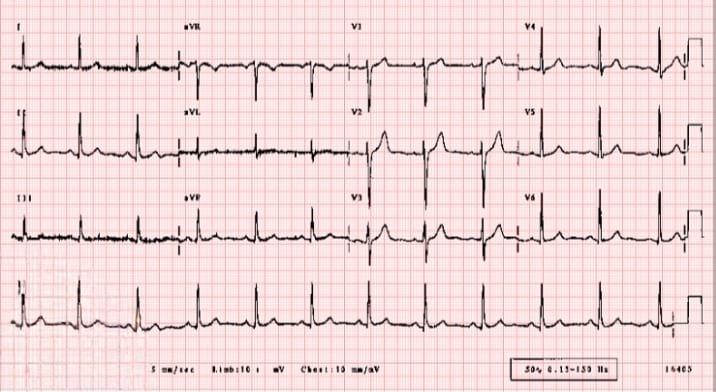 I aVR V1 V4
II aVL V2 V5
III aVF V3 V6
mm/sec mV Chest:10 mm/mV 50~ 0.15-150 Hz 16405